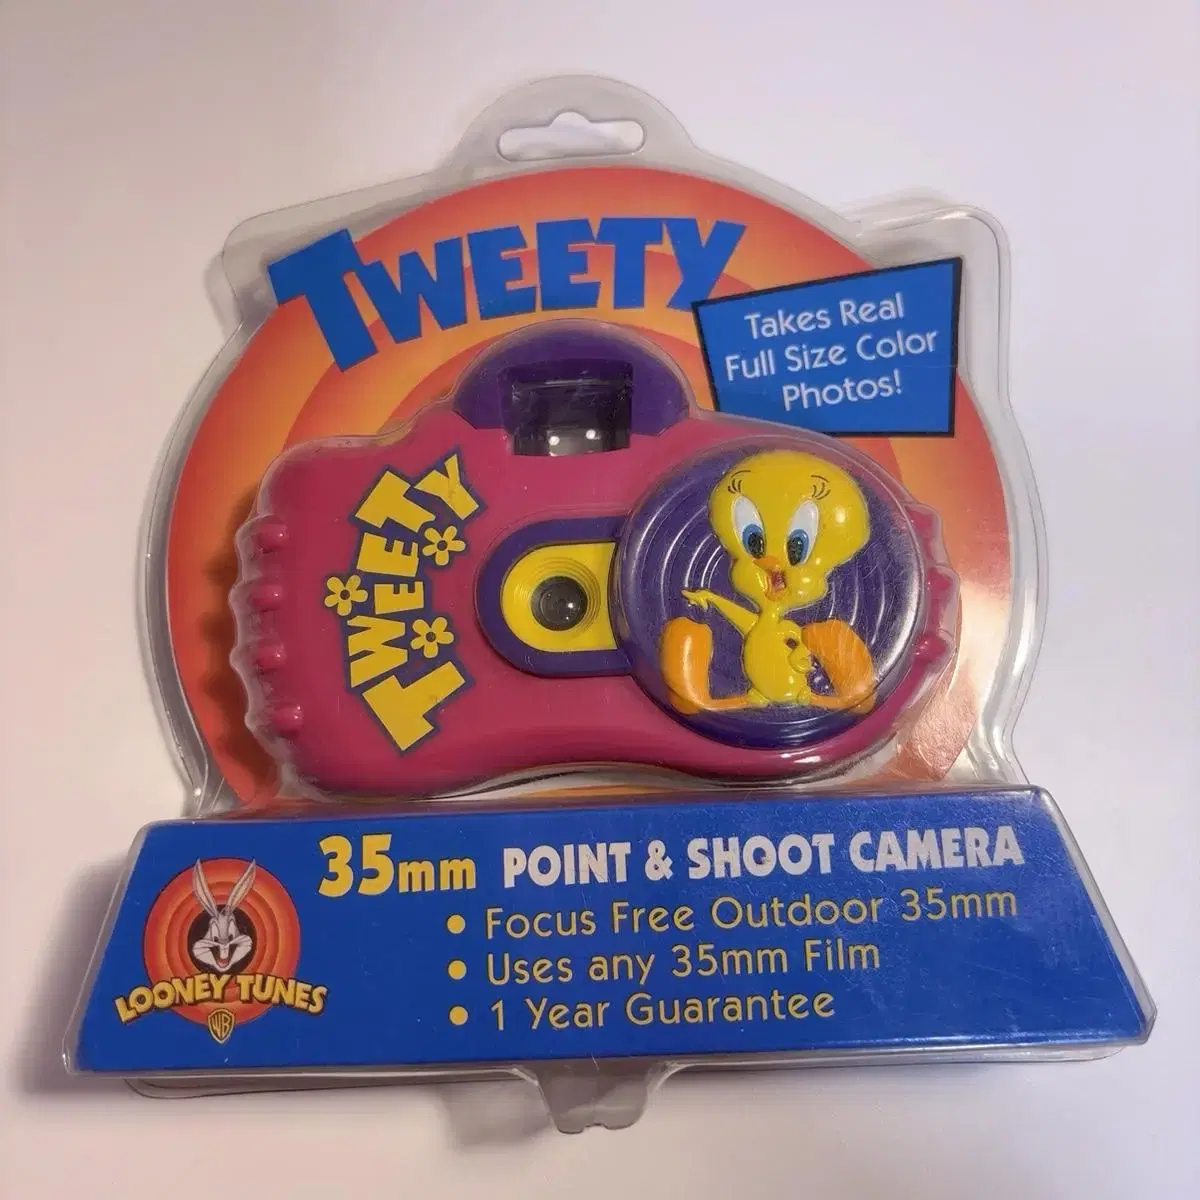 TWEETY
Takes Real
Full Size Color
Photos!
TWEETY
35mm POINT & SHOOT CAMERA
• Focus Free Outdoor 35mm
• Uses any 35mm Film
• 1 Year Guarantee
LOONEY TUNES
WB